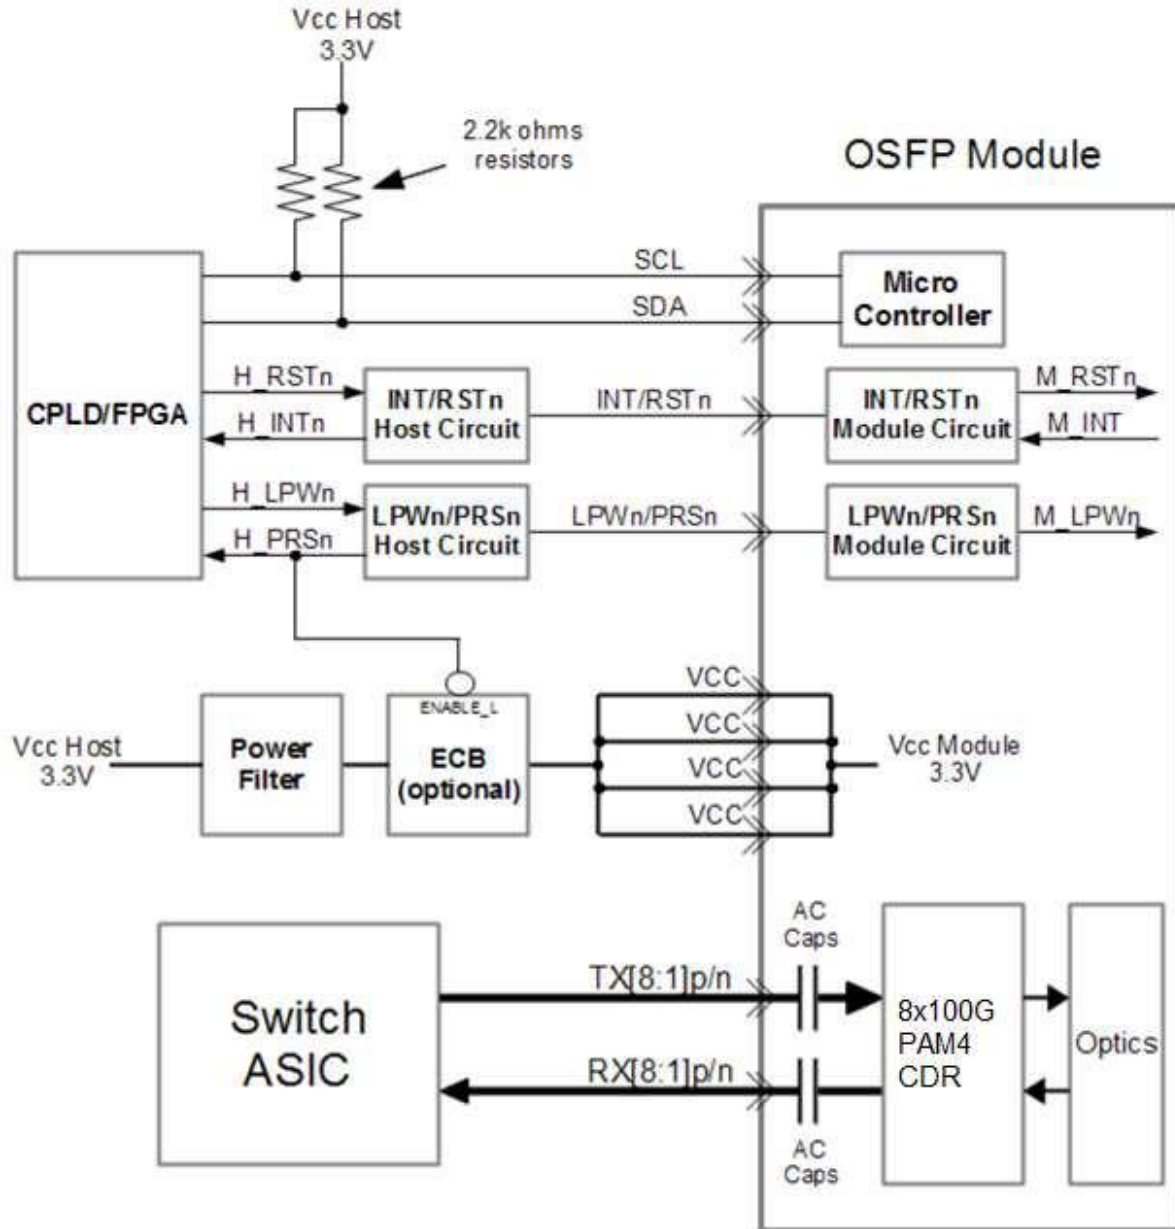 Vcc Host
3.3V
2.2k ohms
resistors
OSFP Module
SCL
SDA
Micro
Controller
CPLD/FPGA
H_RSTn
H_INTn
INT/RSTn
Host Circuit
INT/RSTn
INT/RSTn
Module Circuit
M_RSTn
M_INT
H_LPWn
H_PRSn
LPWn/PRSn
Host Circuit
LPWn/PRSn
LPWn/PRSn
Module Circuit
M_LPWn
Vcc Host
3.3V
Power
Filter
ENABLE_L
ECB
(optional)
VCC
VCC
VCC
VCC
Vcc Module
3.3V
Switch
ASIC
TX[8:1]p/n
RX[8:1]p/n
AC
Caps
AC
Caps
8x100G
PAM4
CDR
Optics